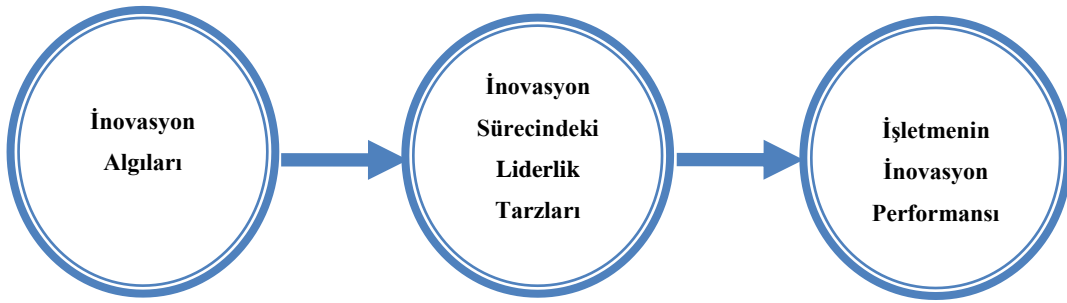 İnovasyon
Algıları
İnovasyon
Sürecindeki
Liderlik
Tarzları
İşletmenin
İnovasyon
Performansı